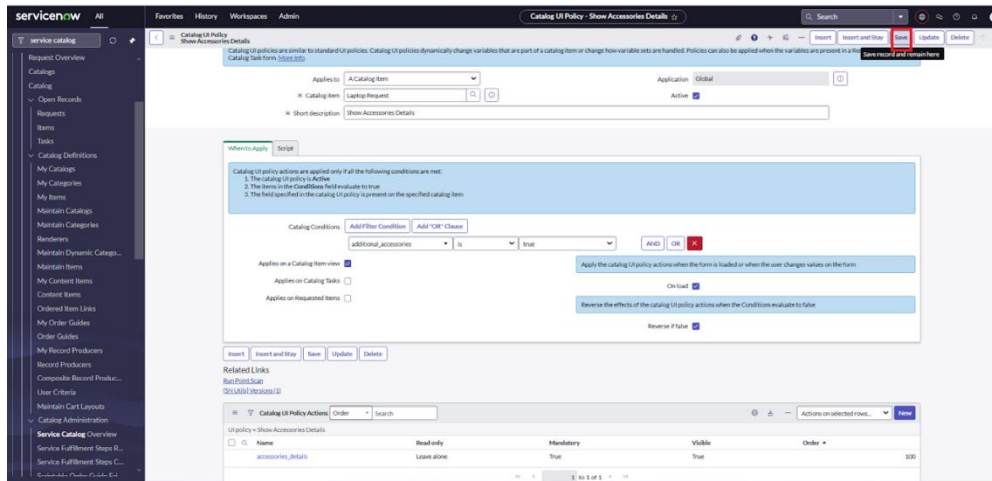 servicenow All Favorites History Workspaces Admin Catalog UI Policy - Show Accessories Details Search
service catalog
Catalog UI Policy
Show Accessories Details
Insert Insert and Stay Save Update Delete
Save record and remain here
Request Overview
Catalogs
Catalog
Open Records
Requests
Items
Tasks
Catalog Definitions
My Catalogs
My Categories
My Items
Maintain Catalogs
Maintain Categories
Renderers
Maintain Dynamic Catego...
Maintain Items
My Content Items
Content Items
Ordered Item Links
My Order Guides
Order Guides
My Record Producers
Record Producers
Composite Record Produc...
User Criteria
Maintain Cart Layouts
Catalog Administration
Service Catalog Overview
Service Fulfillment Steps R...
Service Fulfillment Steps C...
Catalog UI policies are similar to standard UI policies. Catalog UI policies dynamically change variables that are part of a catalog item or change how variable sets are handled. Policies can also be applied when the variables are present in a
Catalog Task form. More Info
Applies to A Catalog Item Application Global
* Catalog item Laptop Request Active
* Short description Show Accessories Details
When to Apply Script
Catalog UI policy actions are applied only if all the following conditions are met:
1. The catalog UI policy is Active
2. The items in the Conditions field evaluate to true
3. The field specified in the catalog UI policy is present on the specified catalog item
Catalog Conditions Add Filter Condition Add "OR" Clause
additional_accessories is true AND OR X
Applies on a Catalog Item view Apply the catalog UI policy actions when the form is loaded or when the user changes values on the form
Applies on Catalog Tasks On load
Applies on Requested Items Reverse the effects of the catalog UI policy actions when the Conditions evaluate to false
Reverse if false
Insert Insert and Stay Save Update Delete
Related Links
Run Point Scan
[SN Utils] Versions (1)
Catalog UI Policy Actions Order Search Actions on selected rows... New
UI policy = Show Accessories Details
Name Read only Mandatory Visible Order
accessories_details Leave alone True True 100
1 to 1 of 1